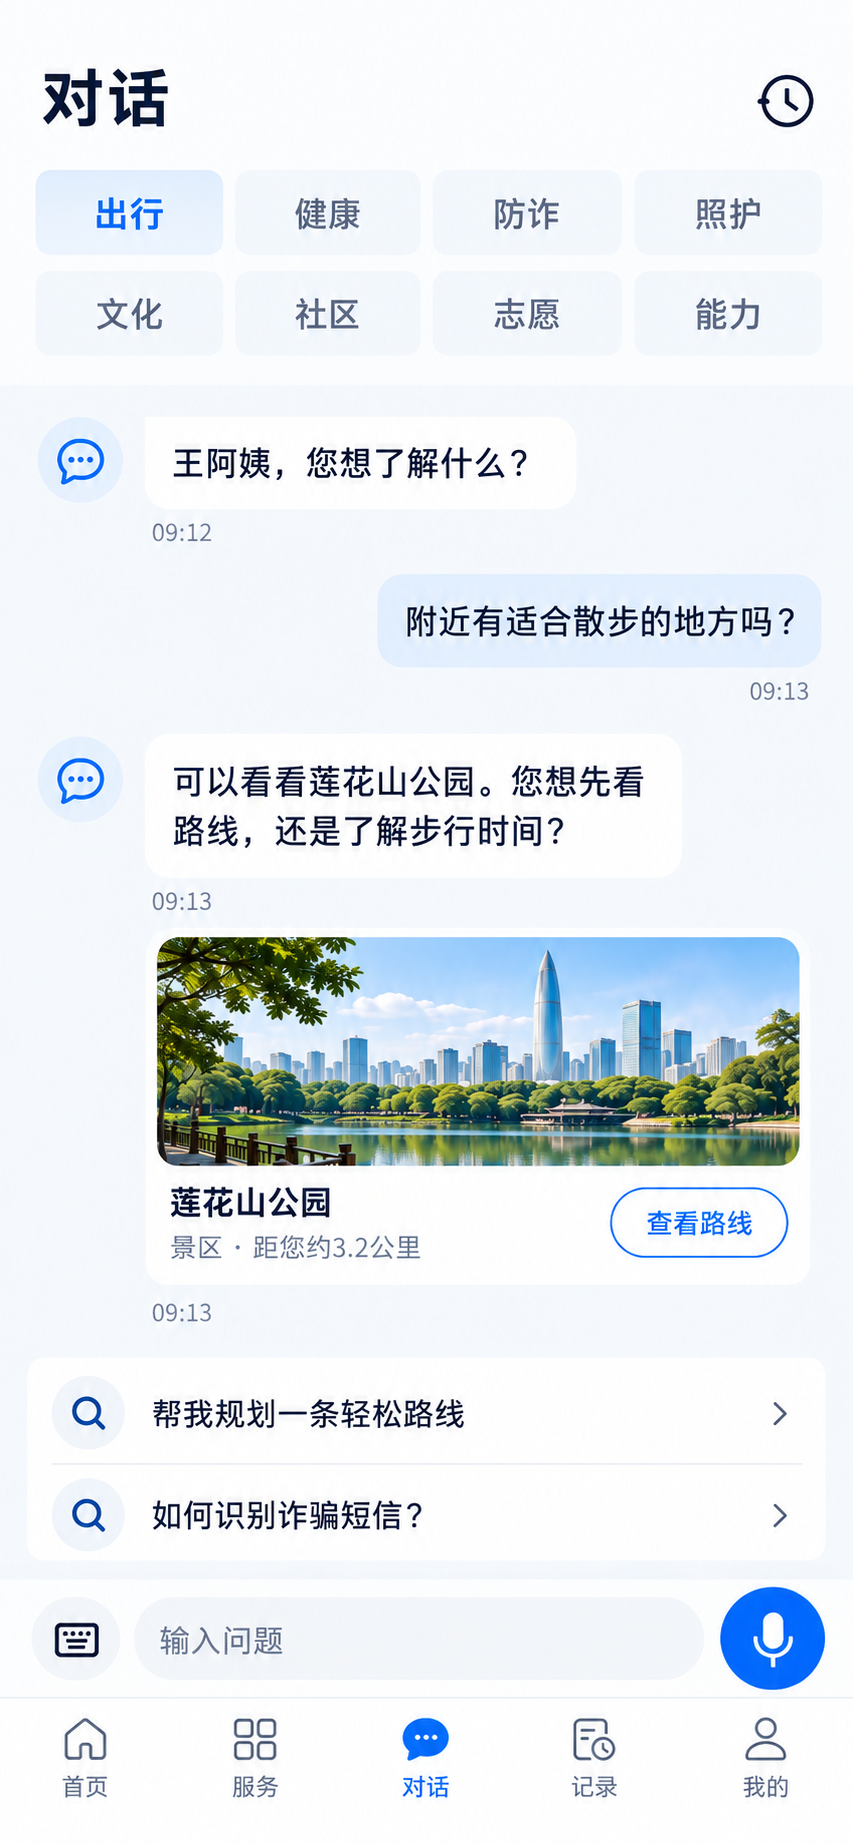 对话
出行
健康
防诈
照护
文化
社区
志愿
能力
王阿姨，您想了解什么？
09:12
附近有适合散步的地方吗？
09:13
可以看看莲花山公园。您想先看
路线，还是了解步行时间？
09:13
莲花山公园
景区 · 距您约3.2公里
查看路线
09:13
帮我规划一条轻松路线
如何识别诈骗短信？
输入问题
首页
服务
对话
记录
我的